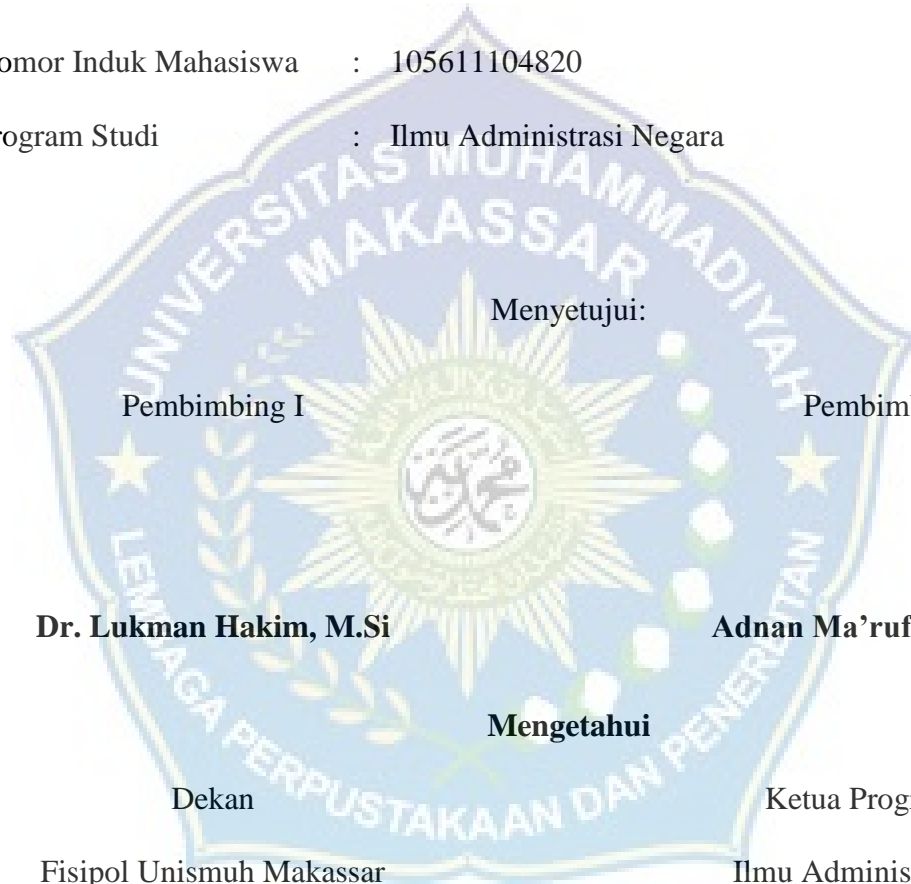 omor Induk Mahasiswa : 105611104820
rogram Studi : Ilmu Administrasi Negara
UNIVERSITAS MUHAMMADIYAH
MAKASSAR
Menyetujui:
Pembimbing I Pembim
Dr. Lukman Hakim, M.Si Adnan Ma’ruf
Mengetahui
Dekan Ketua Prog
Fisipol Unismuh Makassar Ilmu Adminis
LEMBAGA PERPUSTAKAAN DAN PENERBITAN